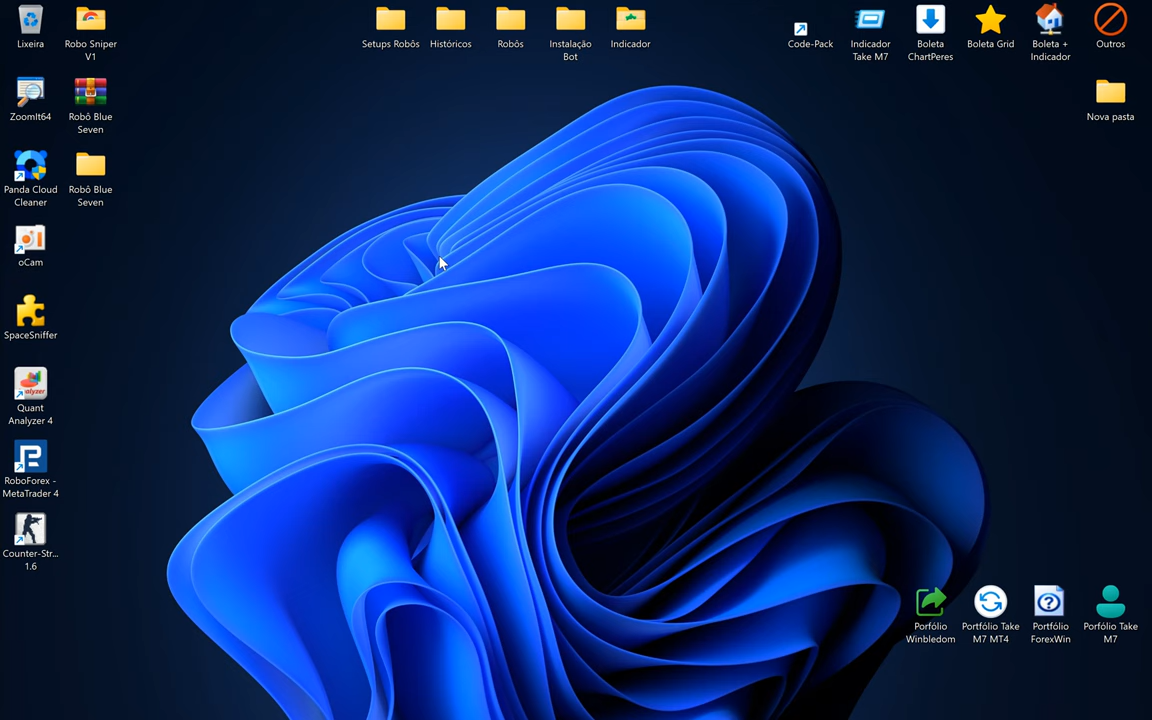 Lixeira
Robo Sniper
V1
Setups Robôs
Históricos
Robôs
Instalação
Bot
Indicador
Code-Pack
Indicador
Take M7
Boleta
ChartPeres
Boleta Grid
Boleta +
Indicador
Outros
ZoomIt64
Robô Blue
Seven
Nova pasta
Panda Cloud
Cleaner
Robô Blue
Seven
oCam
SpaceSniffer
alyzer
Quant
Analyzer 4
RoboForex -
MetaTrader 4
Counter-Str...
1.6
Porfólio
Winbledom
Portfólio Take
M7 MT4
Portfólio
ForexWin
Porfólio Take
M7